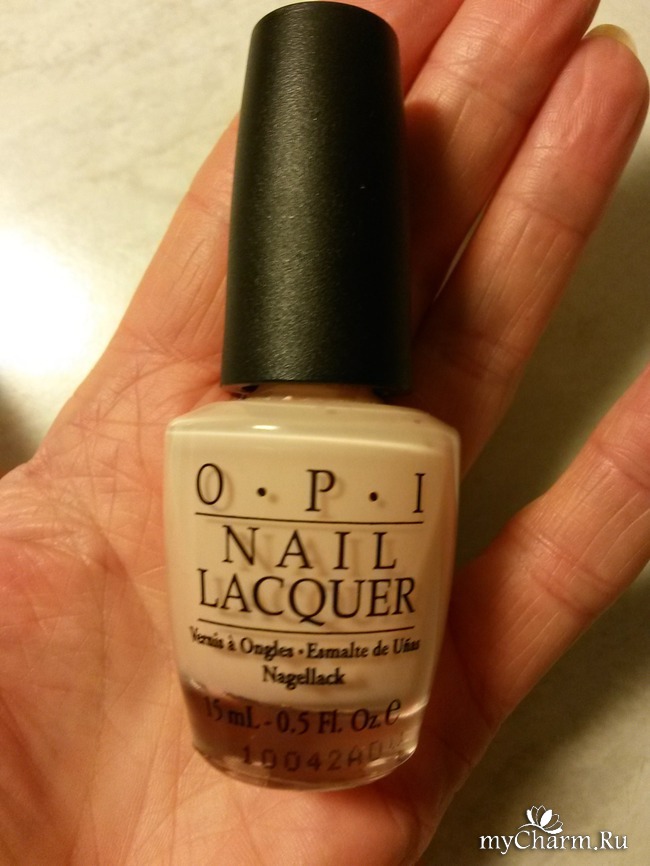 O • P • I
NAIL
LACQUER
Vernis à Ongles • Esmalte de Uñas
Nagellack
15 mL - 0.5 Fl. Oz. e
myCharm.Ru